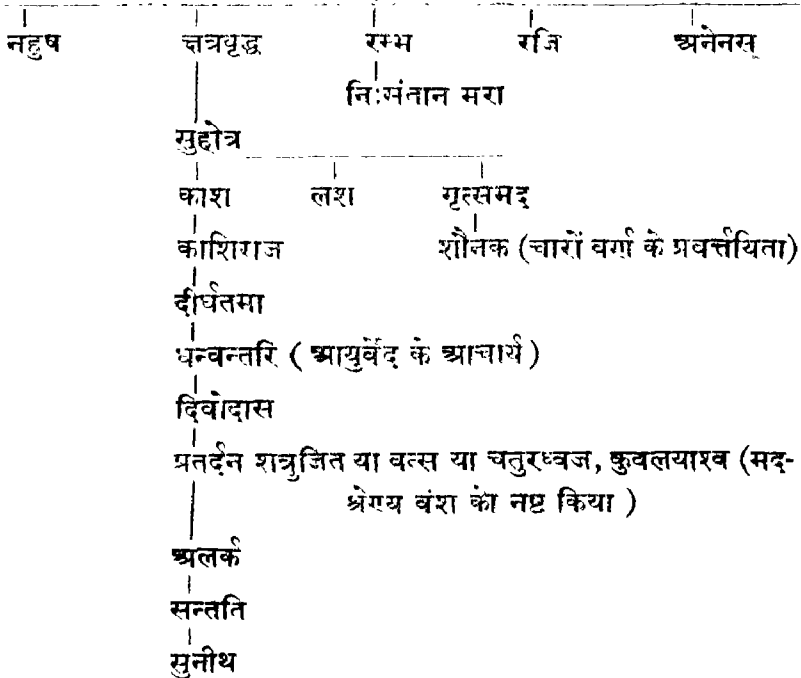 नहुष क्षत्रवृद्ध रम्भ रजि अनेनस्
निःसंतान मरा
सुहोत्र
काश लश गृत्समद
काशिराज शौनक (चारों वर्ण के प्रवर्त्तयिता)
दीर्घतमा
धन्वन्तरि ( आयुर्वेद के आचार्य )
दिवोदास
प्रतर्दन शत्रुजित या वत्स या चतुरध्वज, कुवलयाश्व (मद-
श्रेण्य वंश को नष्ट किया )
अलर्क
सन्तति
सुनीथ